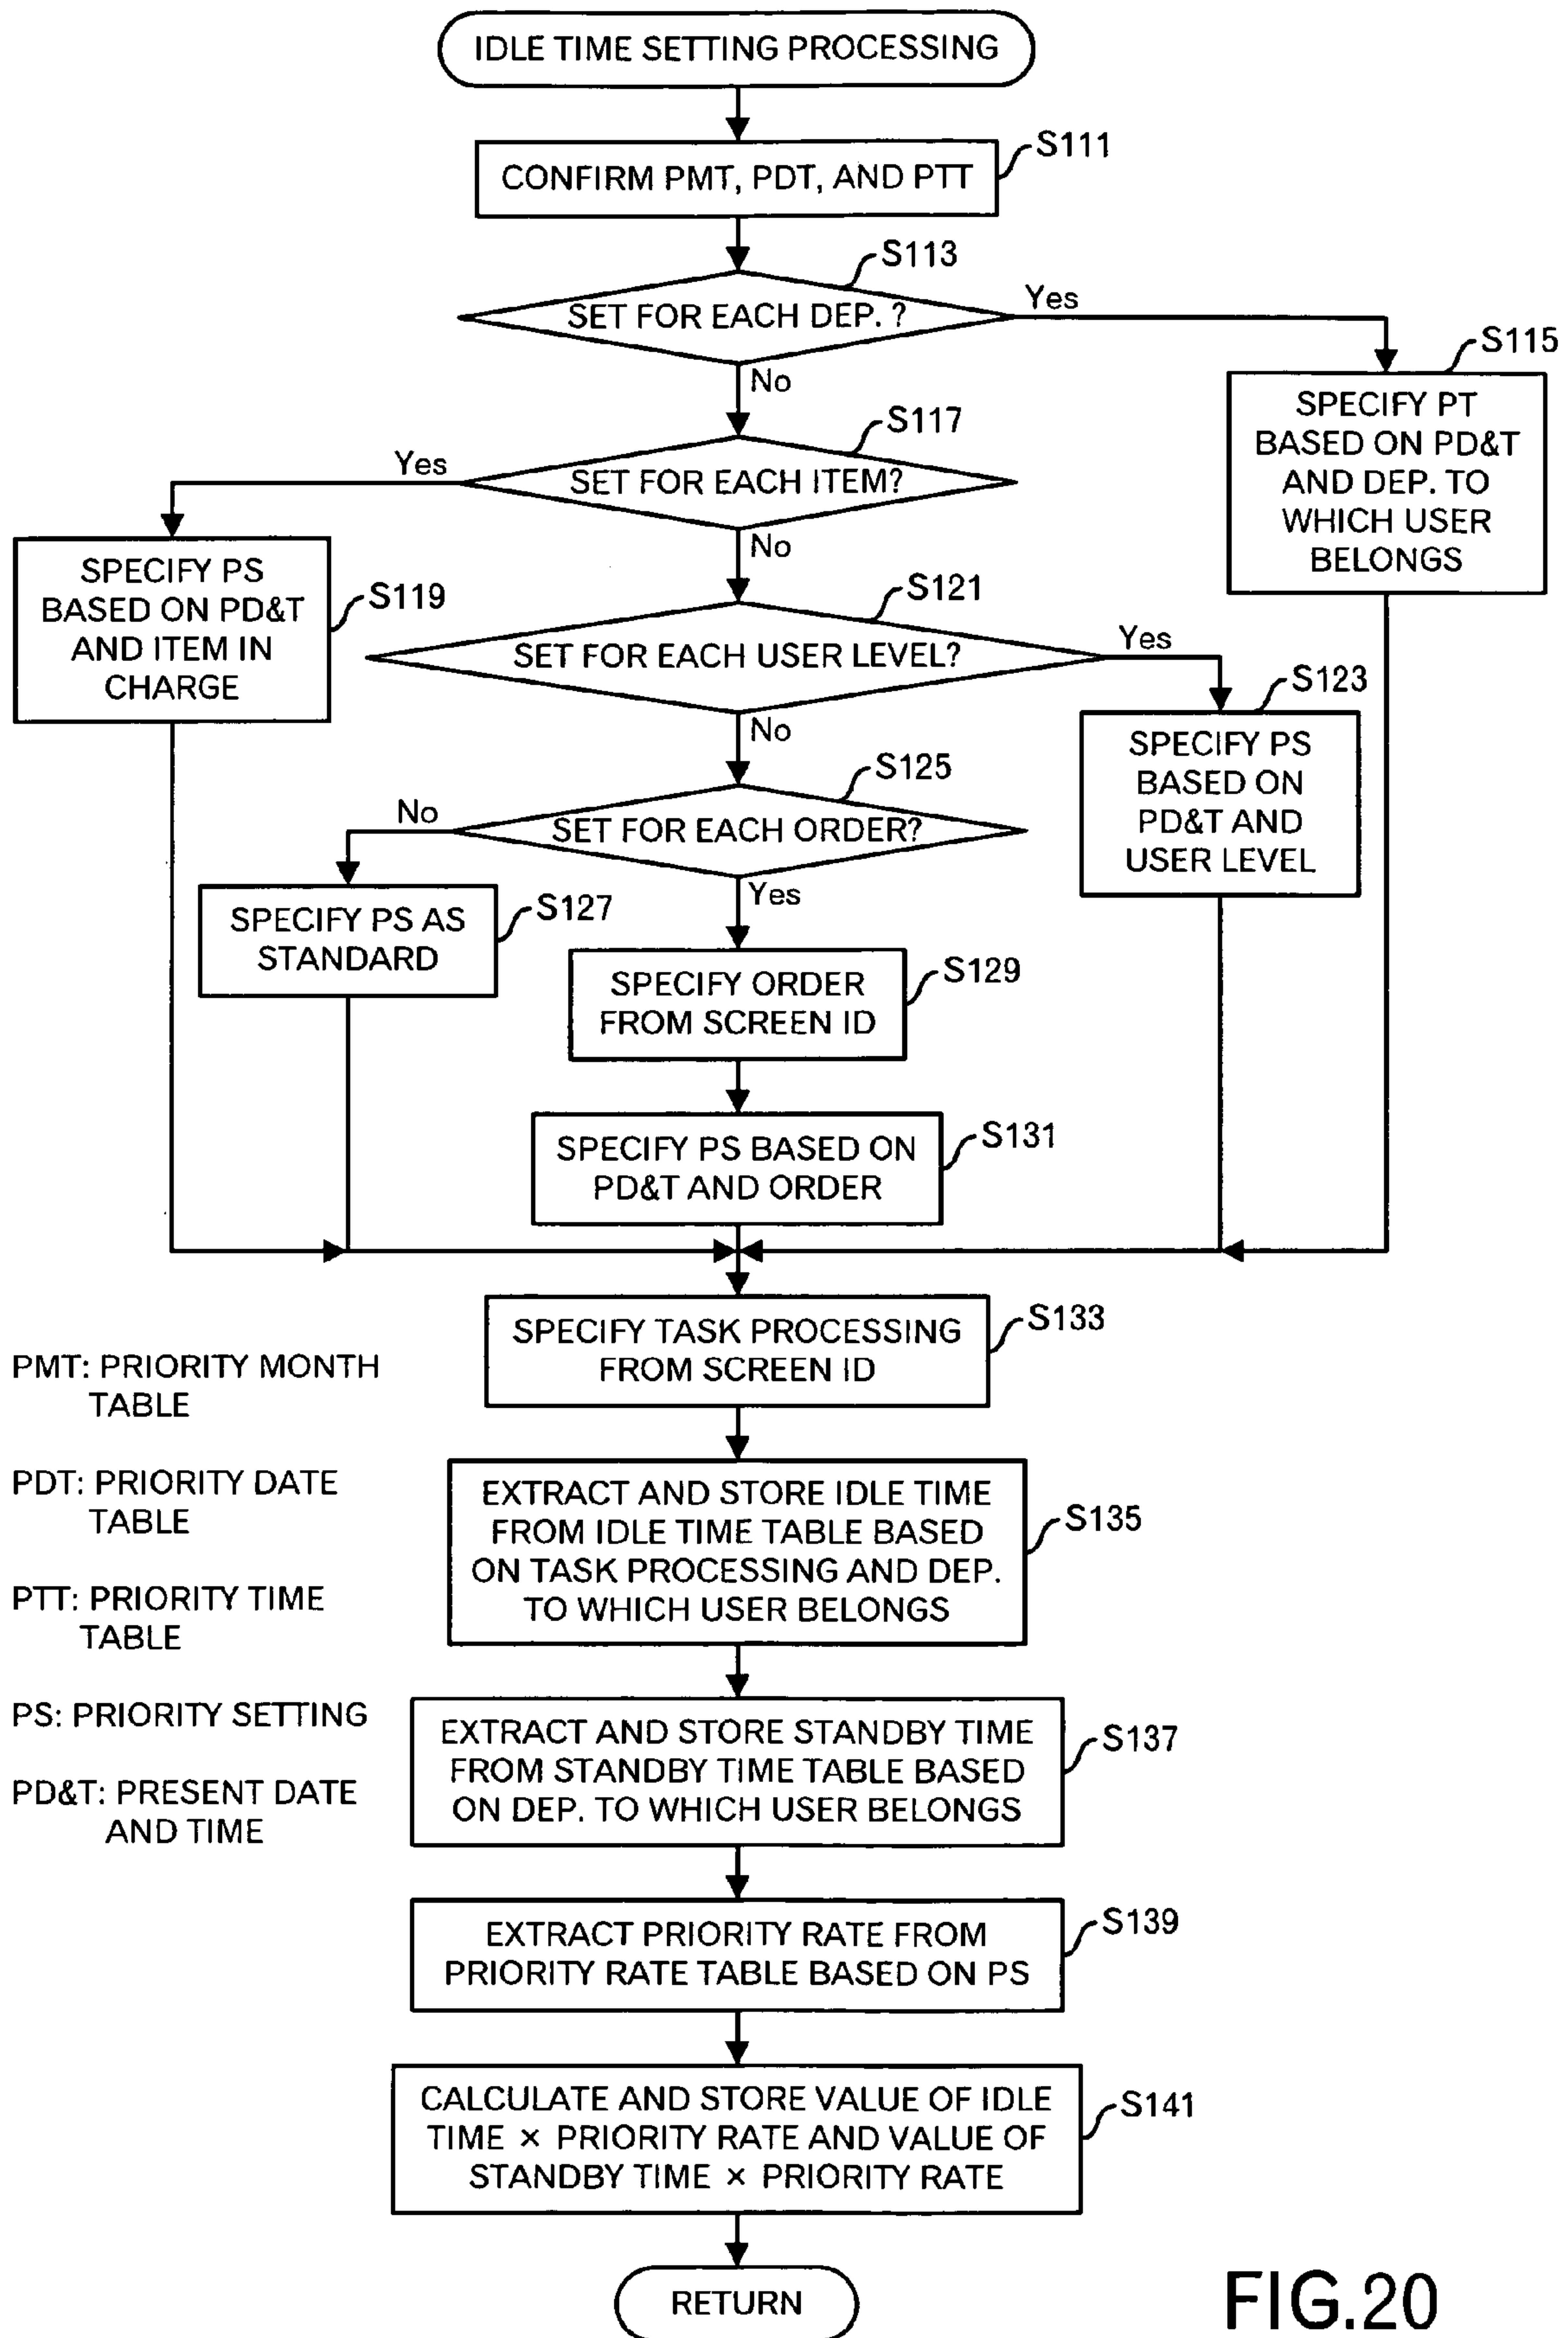 IDLE TIME SETTING PROCESSING
S111
CONFIRM PMT, PDT, AND PTT
S113
SET FOR EACH DEP. ?
Yes
No
S115
SPECIFY PT
BASED ON PD&T
AND DEP. TO
WHICH USER
BELONGS
S117
SET FOR EACH ITEM?
Yes
No
SPECIFY PS
BASED ON PD&T
AND ITEM IN
CHARGE
S119
S121
SET FOR EACH USER LEVEL?
Yes
No
S123
SPECIFY PS
BASED ON
PD&T AND
USER LEVEL
S125
SET FOR EACH ORDER?
No
Yes
SPECIFY PS AS
STANDARD
S127
SPECIFY ORDER
FROM SCREEN ID
S129
SPECIFY PS BASED ON
PD&T AND ORDER
S131
SPECIFY TASK PROCESSING
FROM SCREEN ID
S133
PMT: PRIORITY MONTH
TABLE
PDT: PRIORITY DATE
TABLE
PTT: PRIORITY TIME
TABLE
PS: PRIORITY SETTING
PD&T: PRESENT DATE
AND TIME
EXTRACT AND STORE IDLE TIME
FROM IDLE TIME TABLE BASED
ON TASK PROCESSING AND DEP.
TO WHICH USER BELONGS
S135
EXTRACT AND STORE STANDBY TIME
FROM STANDBY TIME TABLE BASED
ON DEP. TO WHICH USER BELONGS
S137
EXTRACT PRIORITY RATE FROM
PRIORITY RATE TABLE BASED ON PS
S139
CALCULATE AND STORE VALUE OF IDLE
TIME × PRIORITY RATE AND VALUE OF
STANDBY TIME × PRIORITY RATE
S141
RETURN
FIG.20